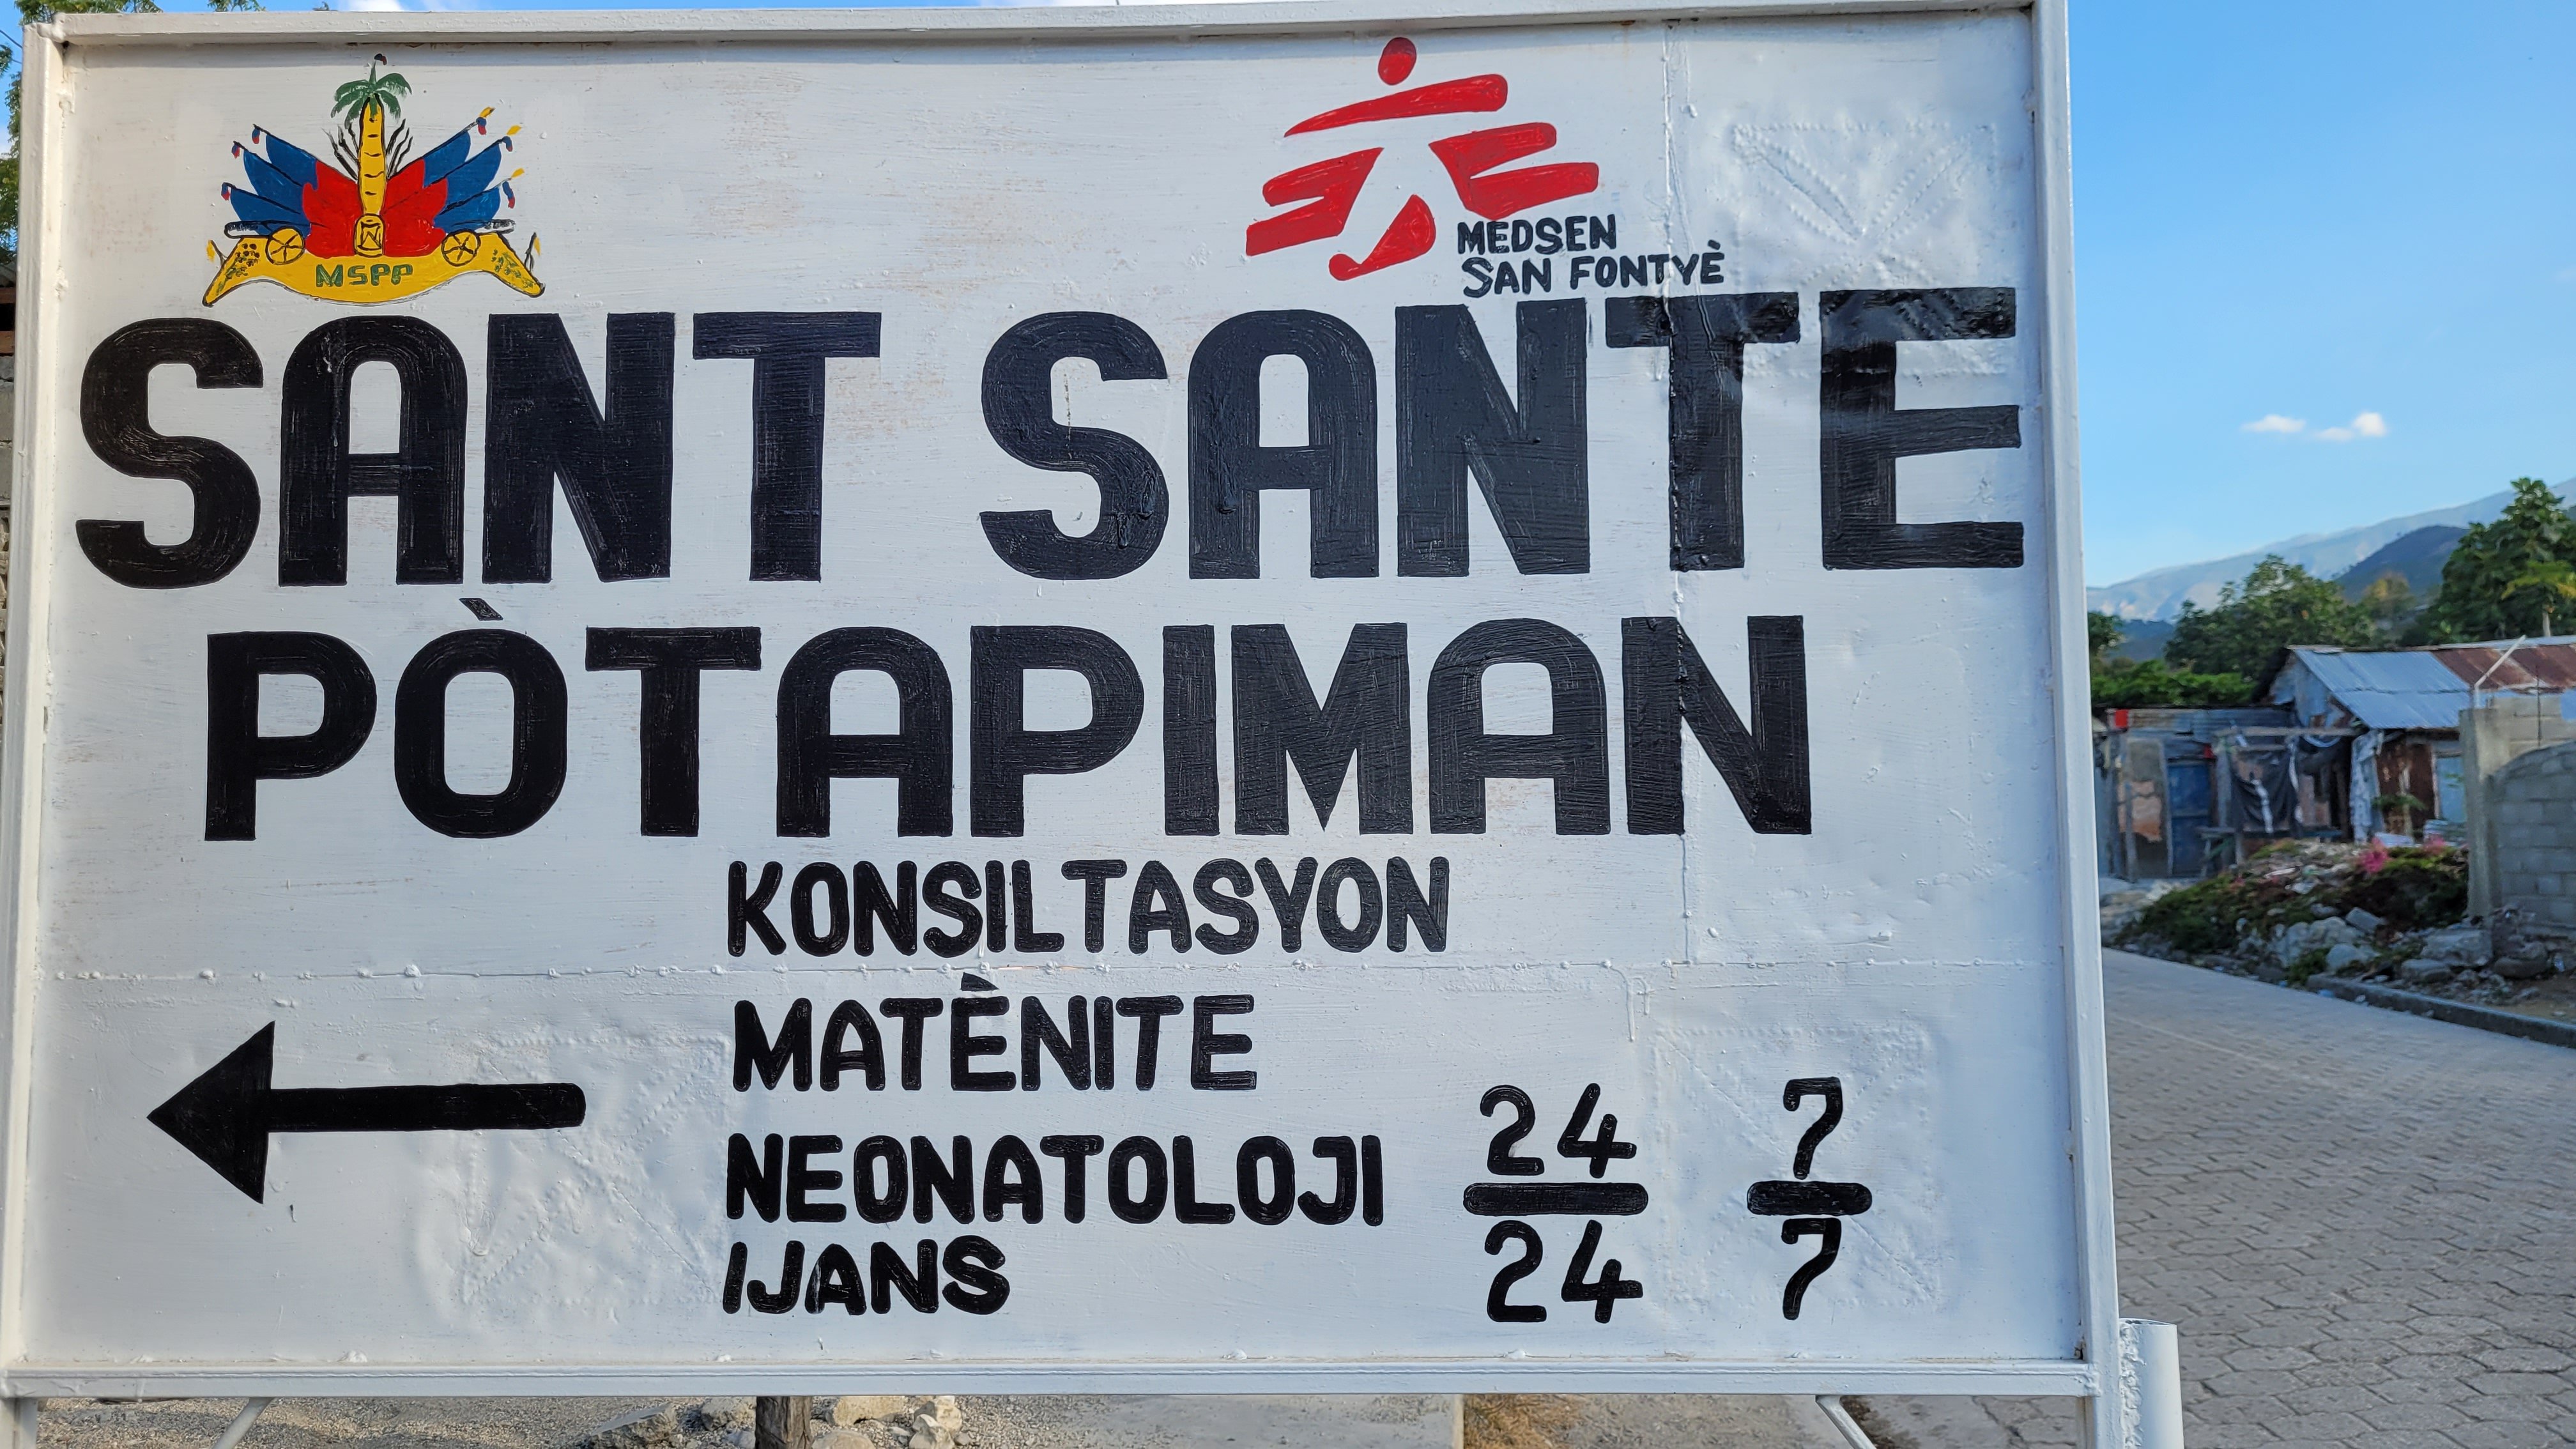 MSPP
MEDSEN
SAN FONTYÈ
SANT SANTE
PÒTAPIMAN
KONSILTASYON
MATÈNITE
NEONATOLOJI
IJANS
24 7
24 7